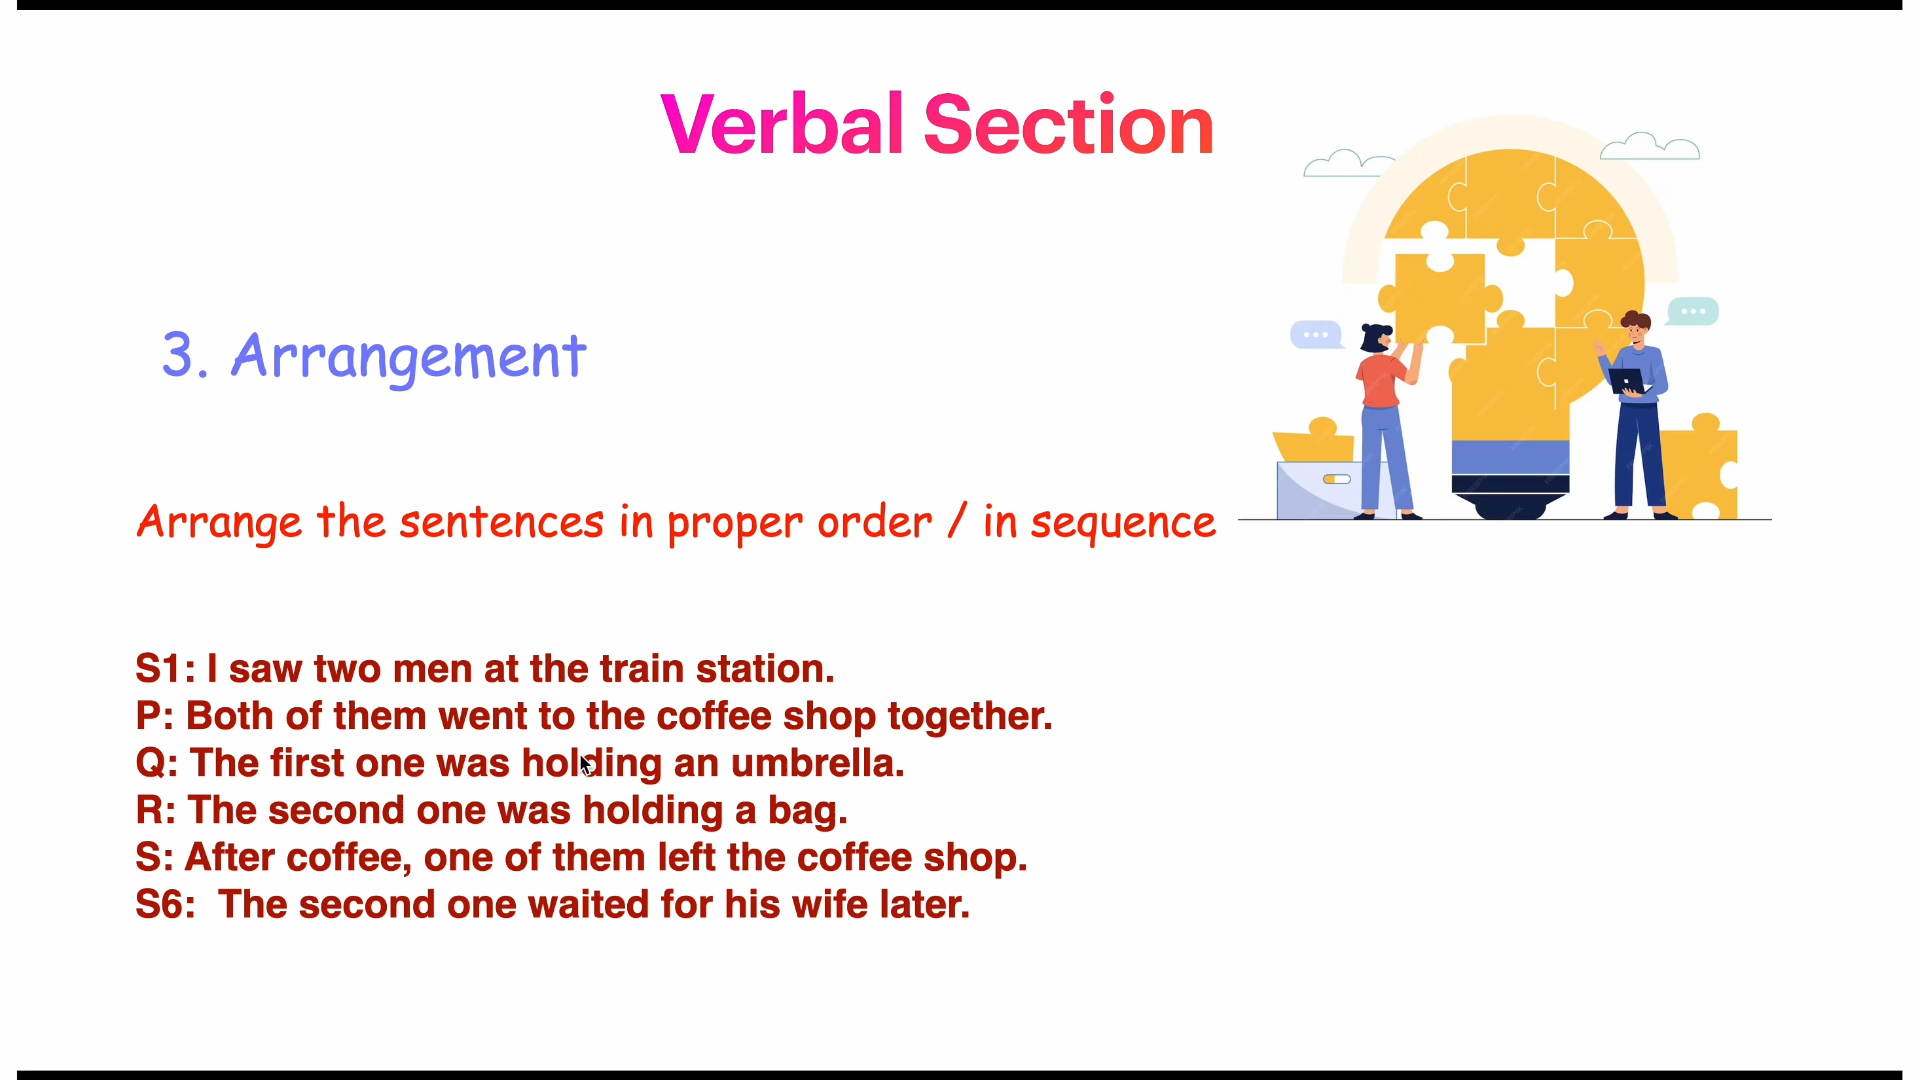 Verbal Section
3. Arrangement
Arrange the sentences in proper order / in sequence
S1: I saw two men at the train station.
P: Both of them went to the coffee shop together.
Q: The first one was holding an umbrella.
R: The second one was holding a bag.
S: After coffee, one of them left the coffee shop.
S6:  The second one waited for his wife later.